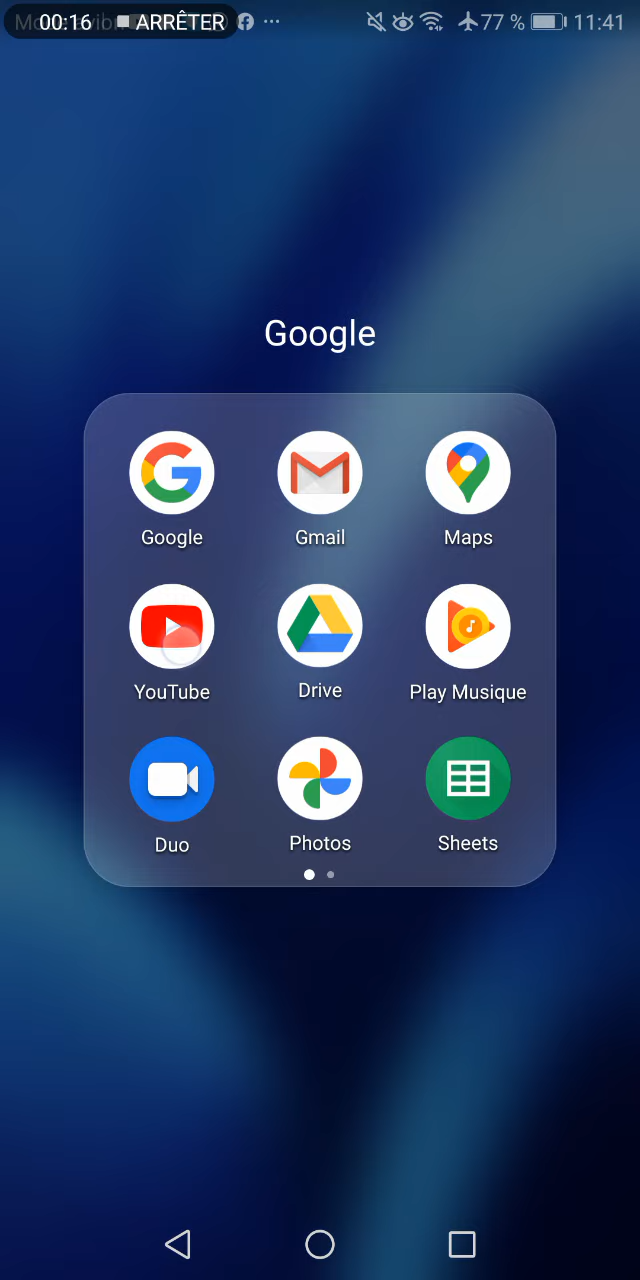 00:16 ARRÊTER 77 % 11:41
Google
Google Gmail Maps
YouTube Drive Play Musique
Duo Photos Sheets